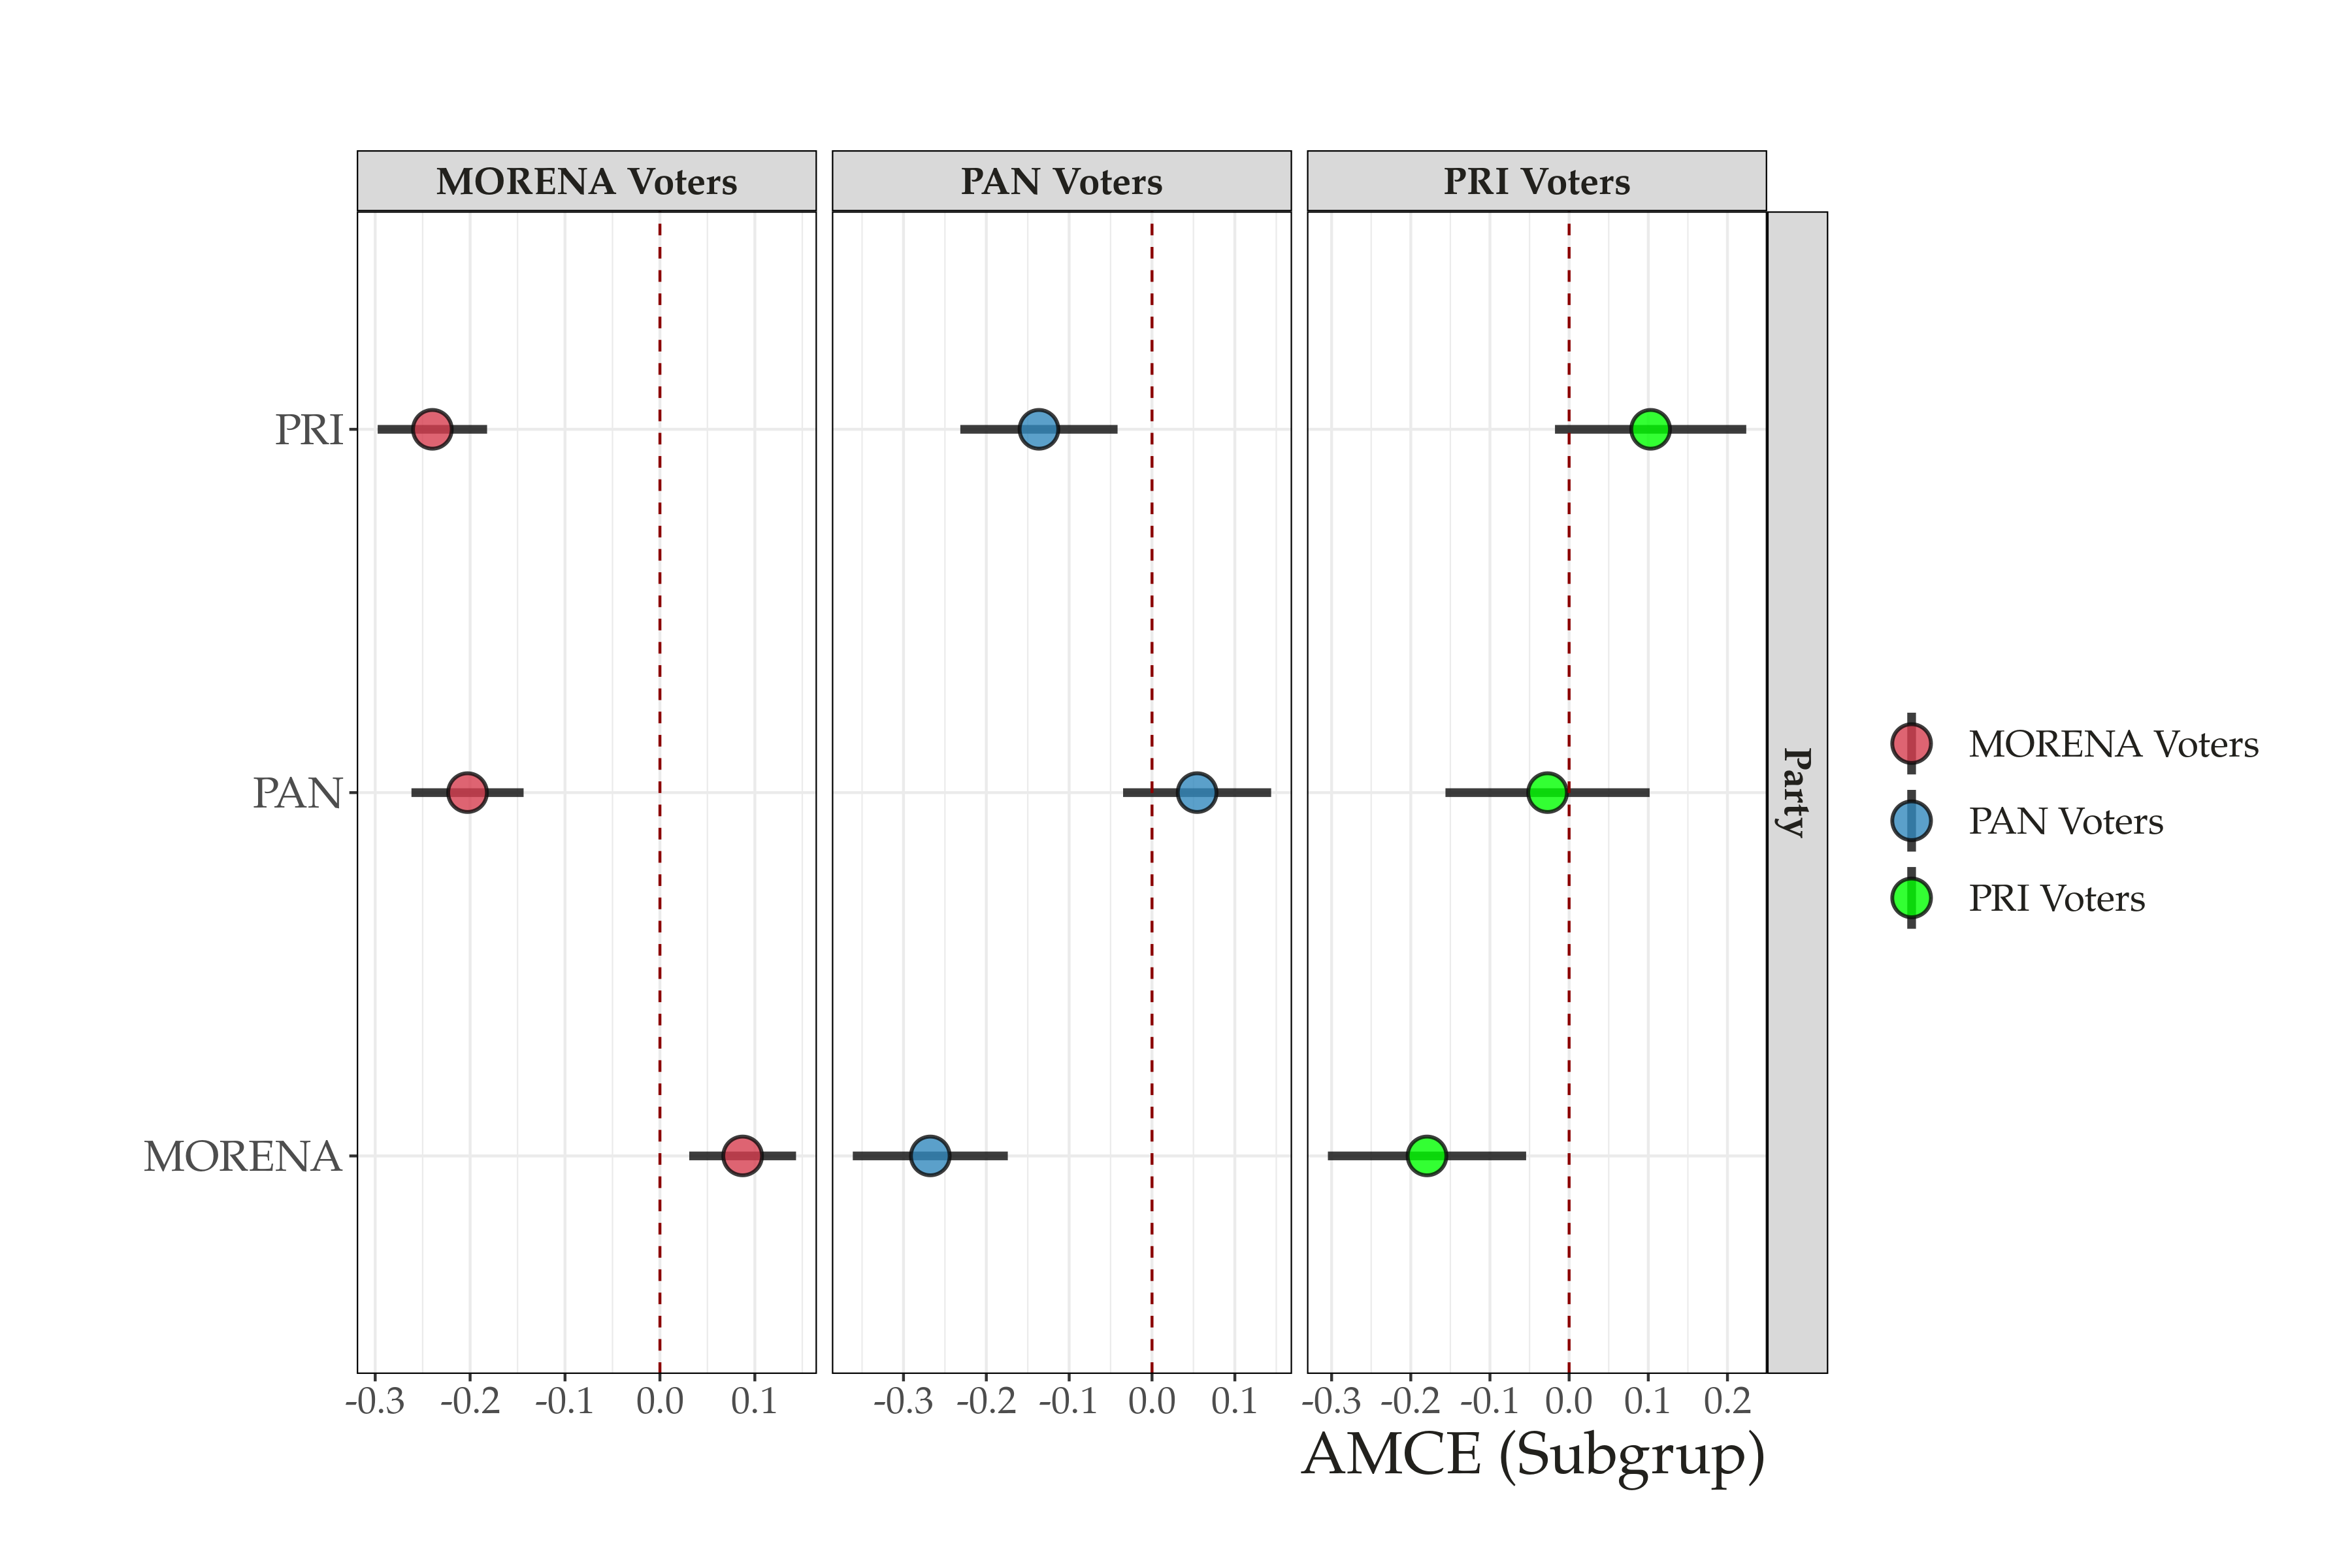 MORENA Voters
PAN Voters
PRI Voters
PRI
PAN
MORENA
Party
MORENA Voters
PAN Voters
PRI Voters
-0.3 -0.2 -0.1 0.0 0.1
-0.3 -0.2 -0.1 0.0 0.1
-0.3 -0.2 -0.1 0.0 0.1 0.2
AMCE (Subgrup)